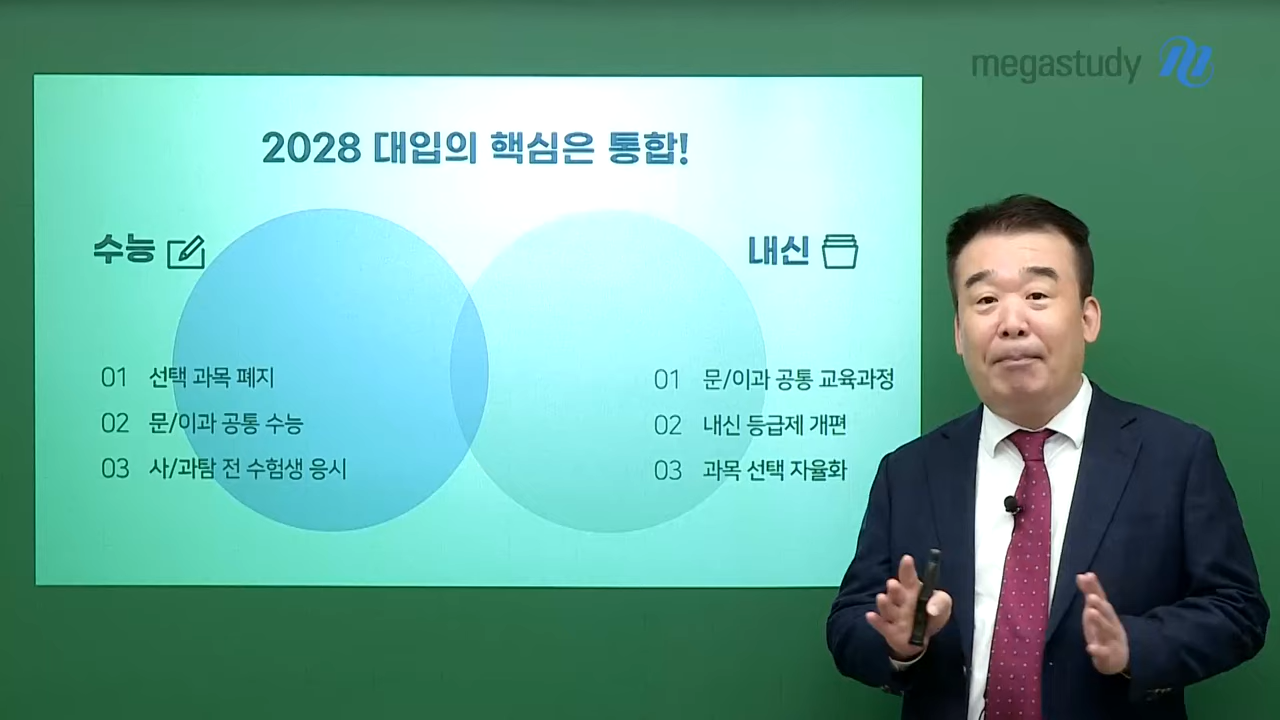 megastudy
2028 대입의 핵심은 통합!
수능
01 선택 과목 폐지
02 문/이과 공통 수능
03 사/과탐 전 수험생 응시
내신
01 문/이과 공통 교육과정
02 내신 등급제 개편
03 과목 선택 자율화